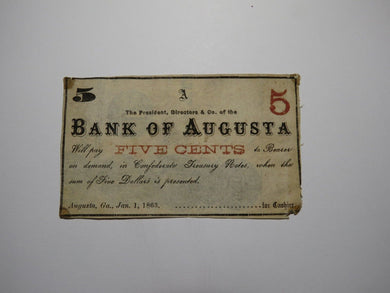 5 A 5
The President, Directors & Co. of the
BANK OF AUGUSTA
Will pay FIVE CENTS to Bearer
on demand, in Confederate Treasury Notes, when the
sum of Five Dollars is presented.
Augusta, Ga., Jan. 1, 1863. for Cashier.